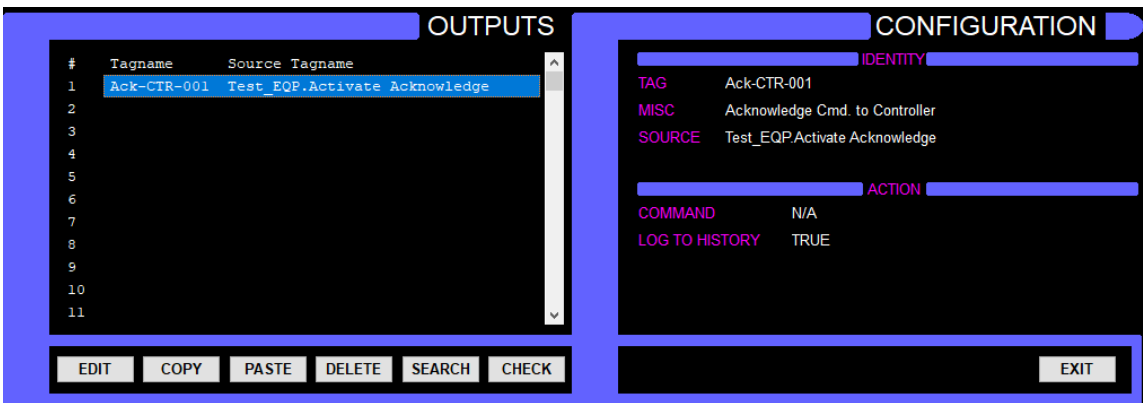 OUTPUTS
# Tagname Source Tagname
1 Ack-CTR-001 Test_EQP.Activate Acknowledge
2
3
4
5
6
7
8
9
10
11
EDIT COPY PASTE DELETE SEARCH CHECK
CONFIGURATION
IDENTITY
TAG Ack-CTR-001
MISC Acknowledge Cmd. to Controller
SOURCE Test_EQP.Activate Acknowledge
ACTION
COMMAND N/A
LOG TO HISTORY TRUE
EXIT